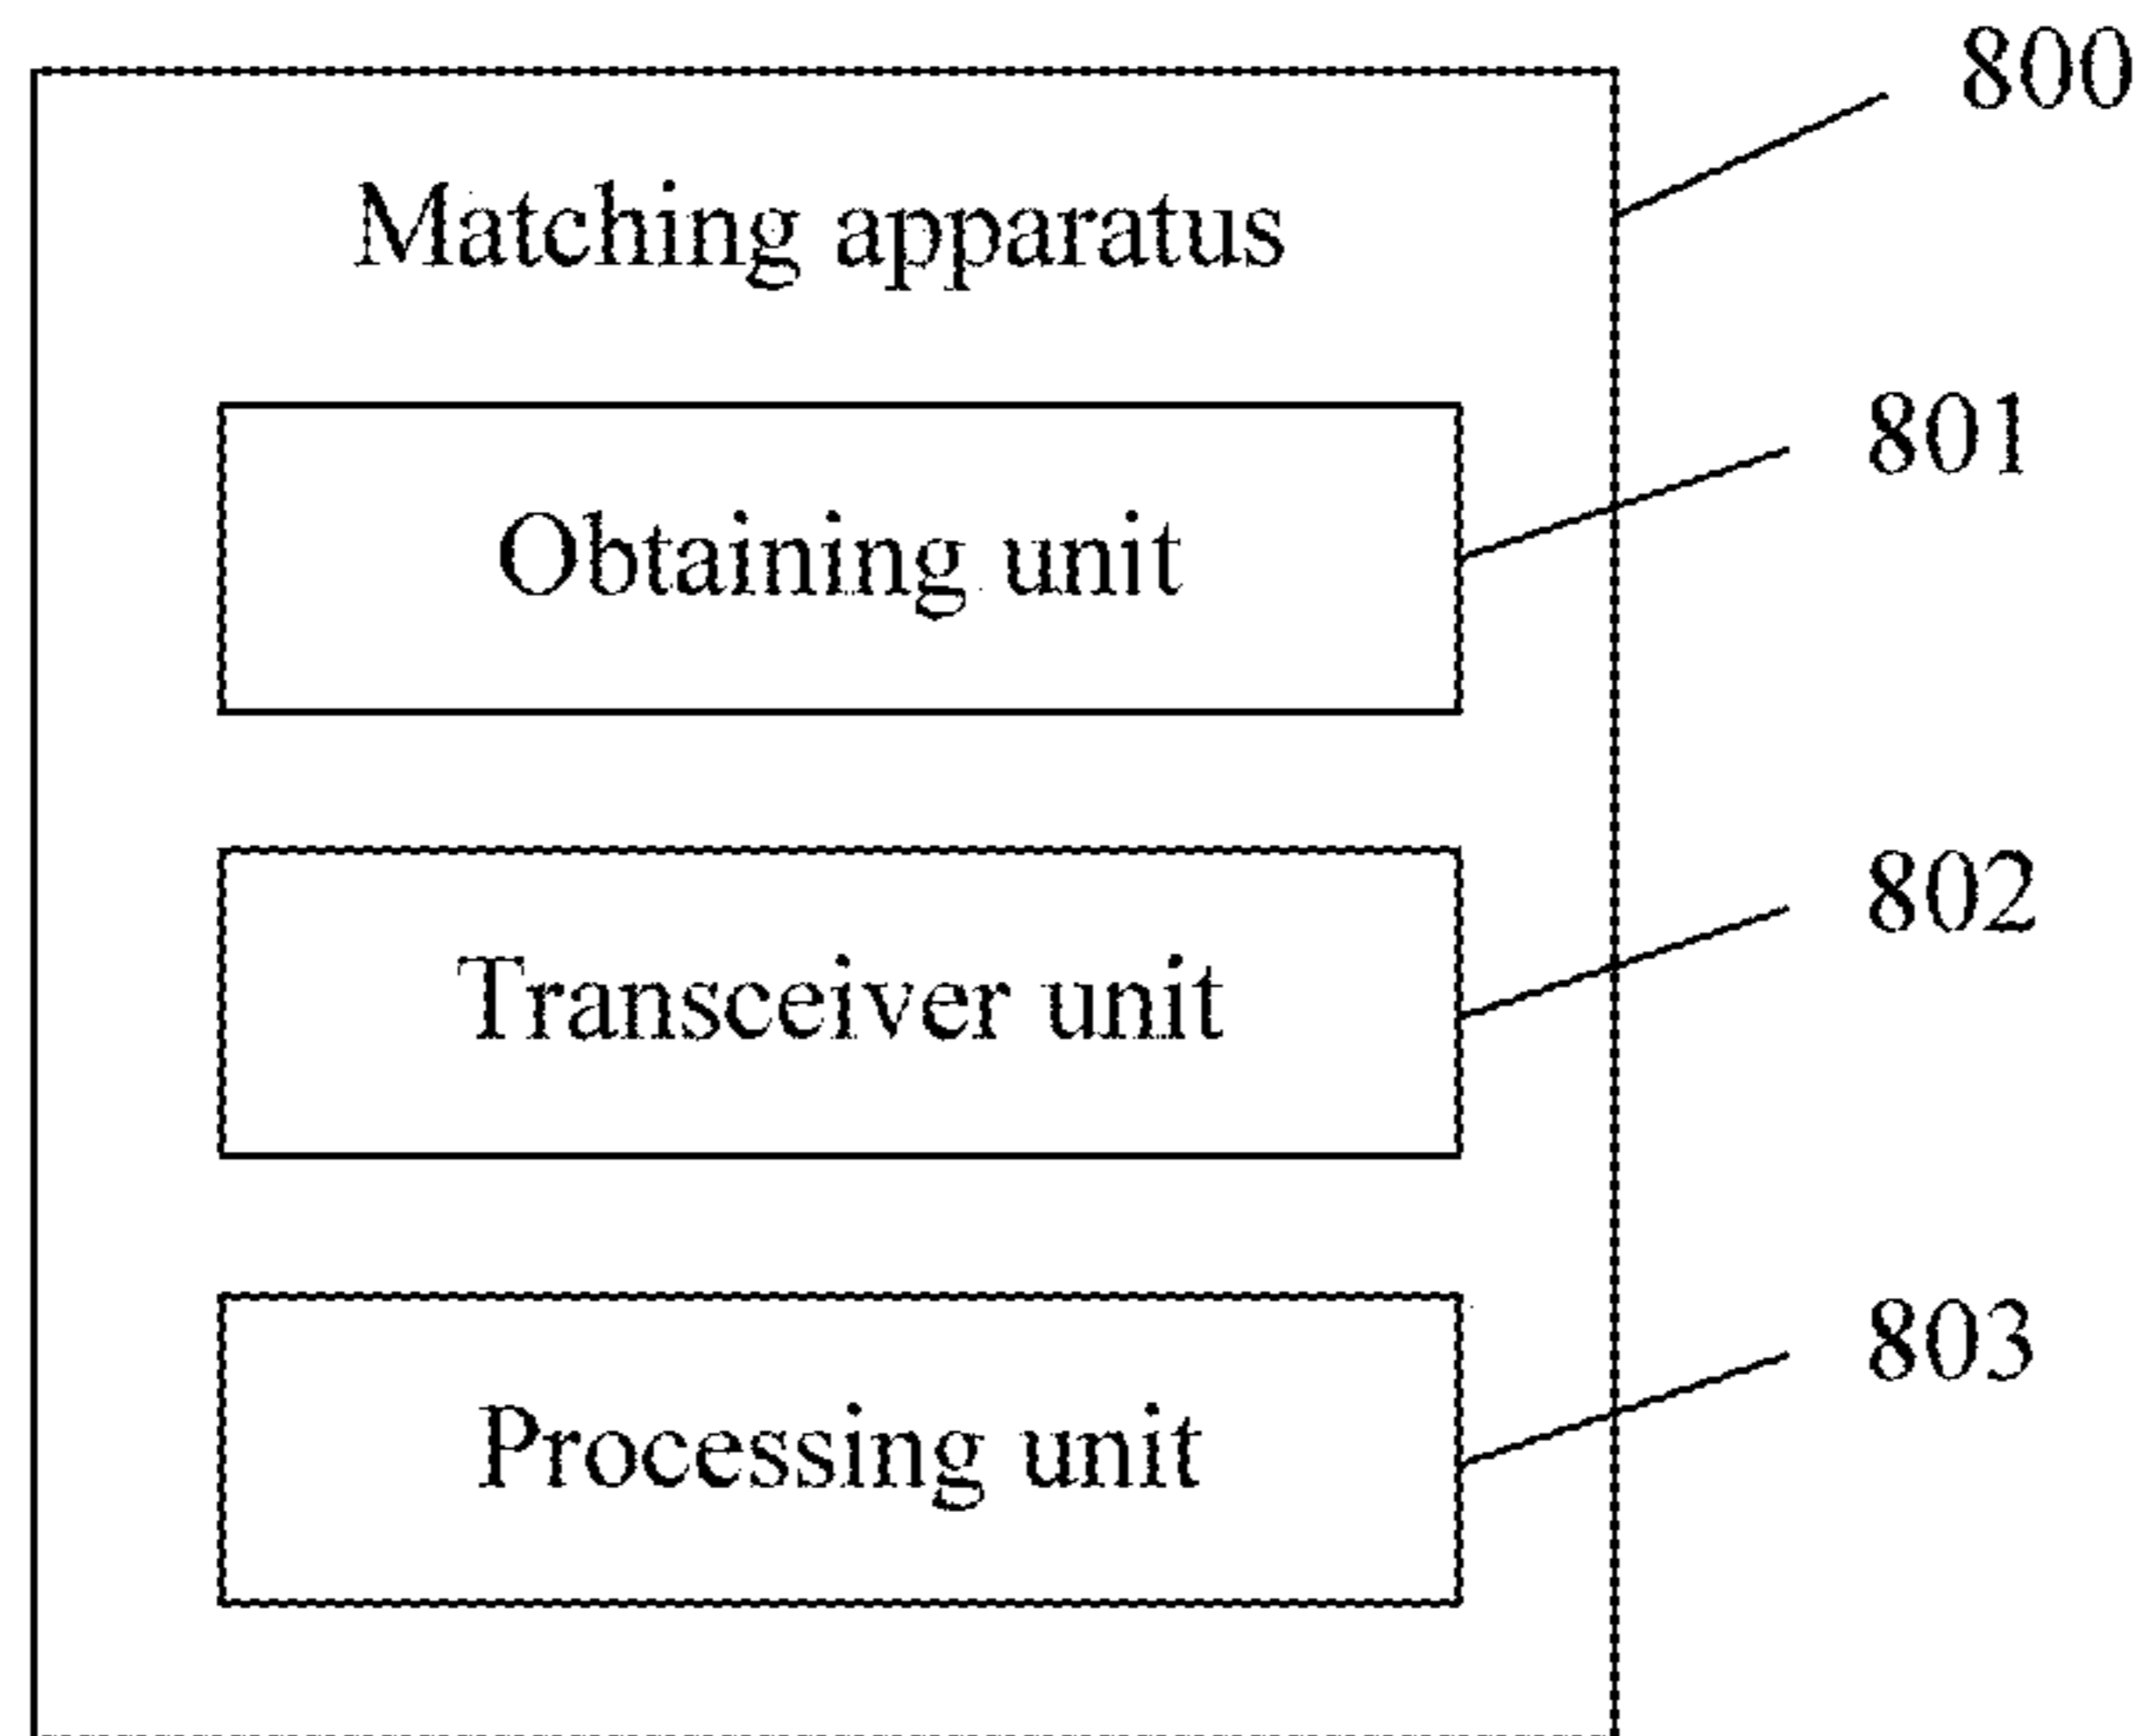 800
Matching apparatus
801
Obtaining unit
802
Transceiver unit
803
Processing unit